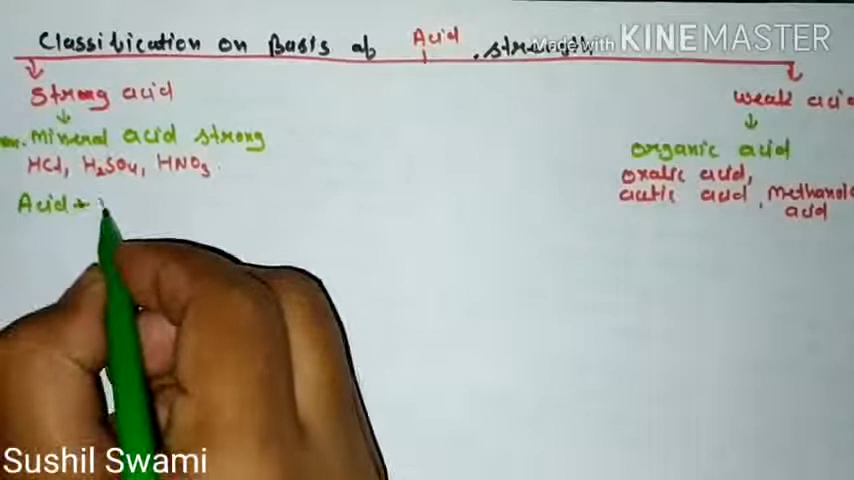 Classification on Basis of Acid strength
Made with KINEMASTER
Strong acid
weak acid
Mineral acid strong
organic acid
HCl, H₂SO₄, HNO₃.
oxalic acid,
acetic acid, Methanoic
acid
Acid +
Sushil Swami